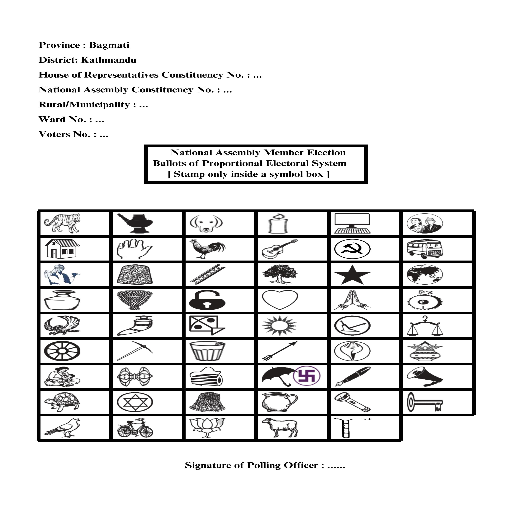 Province : Bagmati
District: Kathmandu
House of Representatives Constituency No. : ...
National Assembly Constituency No. : ...
Rural/Municipality : ...
Ward No. : ...
Voters No. : ...
National Assembly Member Election
Ballots of Proportional Electoral System
[ Stamp only inside a symbol box ]
Signature of Polling Officer : ......